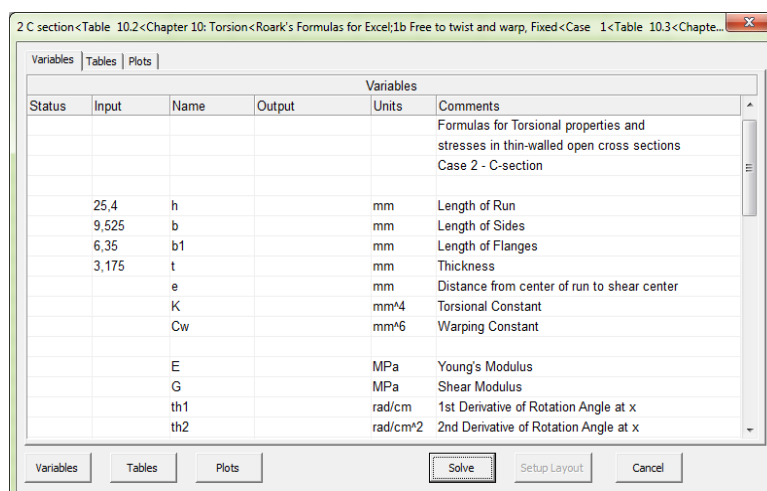 2 C section<Table 10.2<Chapter 10: Torsion<Roark's Formulas for Excel;1b Free to twist and warp, Fixed<Case 1<Table 10.3<Chapte...
Variables Tables Plots
Variables
Status Input Name Output Units Comments
Formulas for Torsional properties and
stresses in thin-walled open cross sections
Case 2 - C-section
25,4 h mm Length of Run
9,525 b mm Length of Sides
6,35 b1 mm Length of Flanges
3,175 t mm Thickness
e mm Distance from center of run to shear center
K mm^4 Torsional Constant
Cw mm^6 Warping Constant
E MPa Young's Modulus
G MPa Shear Modulus
th1 rad/cm 1st Derivative of Rotation Angle at x
th2 rad/cm^2 2nd Derivative of Rotation Angle at x
Variables Tables Plots Solve Setup Layout Cancel